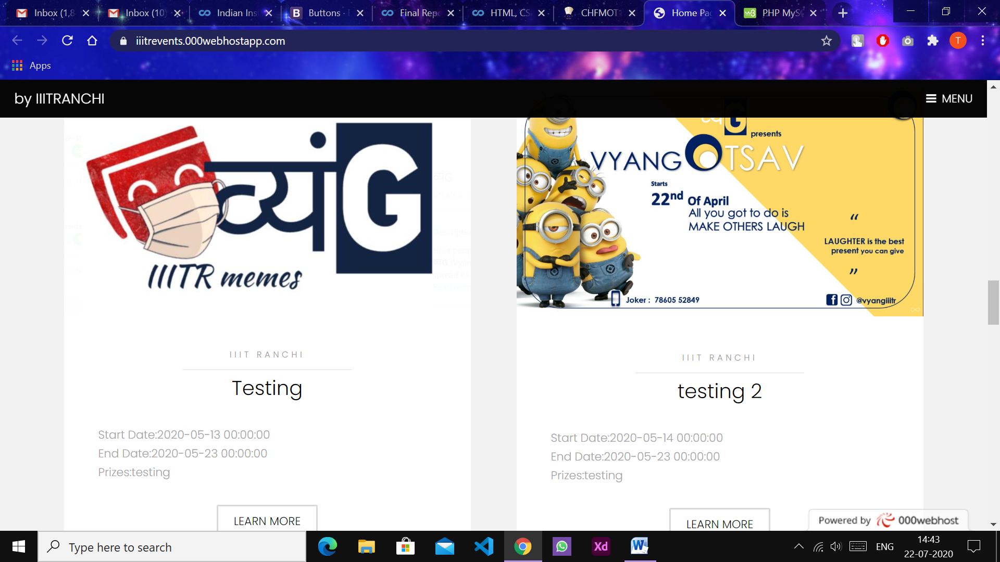 Inbox (1,8
Inbox (10)
Indian Ins
Buttons -
Final Repo
HTML, CS
CHFMOT
Home Pag
PHP MyS
iiitrevents.000webhostapp.com
T
Apps
by IIITRANCHI
MENU
व्यंG
IIITR memes
G
presents
VYANGOTSAV
Starts
22nd Of April
All you got to do is
MAKE OTHERS LAUGH
“
LAUGHTER is the best
present you can give
”
Joker : 78605 52849
@vyangiiitr
IIIT RANCHI
Testing
Start Date:2020-05-13 00:00:00
End Date:2020-05-23 00:00:00
Prizes:testing
LEARN MORE
IIIT RANCHI
testing 2
Start Date:2020-05-14 00:00:00
End Date:2020-05-23 00:00:00
Prizes:testing
LEARN MORE
Powered by 000webhost
Type here to search
Xd
ENG
14:43
22-07-2020